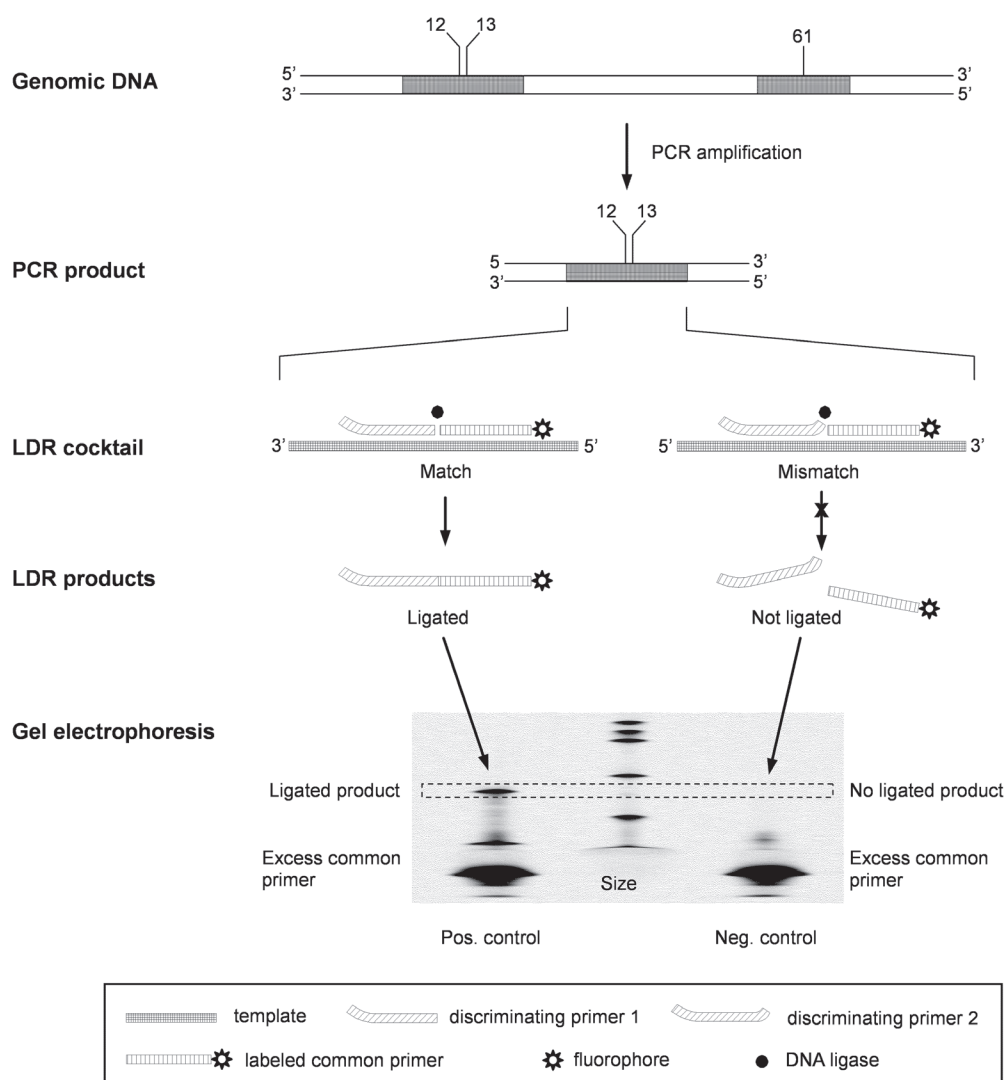 12 13
61
5' 3'
Genomic DNA
3' 5'
PCR amplification
12 13
PCR product
5 3'
3' 5'
LDR cocktail
3' 5'
5' 3'
Match
Mismatch
LDR products
Ligated
Not ligated
Gel electrophoresis
Ligated product
No ligated product
Excess common
primer
Size
Excess common
primer
Pos. control
Neg. control
template
discriminating primer 1
discriminating primer 2
labeled common primer
fluorophore
DNA ligase